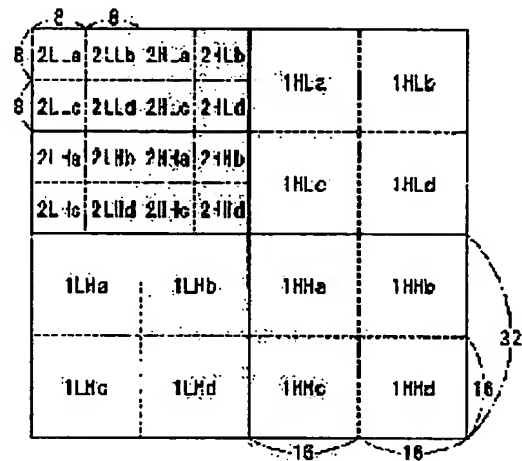 8 8
8 2LLa 2LLb 2HLa 2HLb
1HLa 1HLb
8 2LLc 2LLd 2HLc 2HLd
2LHa 2LHb 2HHa 2HHb
1HLc 1HLd
2LHc 2LHd 2HHc 2HHd
1LHa 1LHb 1HHa 1HHb
32
1LHc 1LHd 1HHc 1HHd 16
16 16